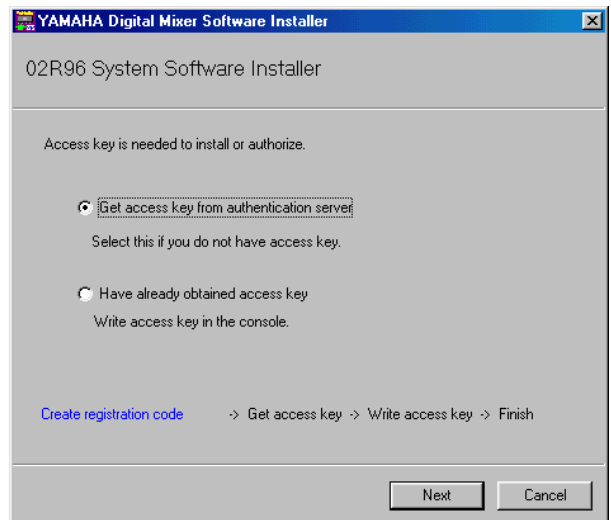 YAMAHA Digital Mixer Software Installer
02R96 System Software Installer
Access key is needed to install or authorize.
Get access key from authentication server
Select this if you do not have access key.
Have already obtained access key
Write access key in the console.
Create registration code -> Get access key -> Write access key -> Finish
Next Cancel